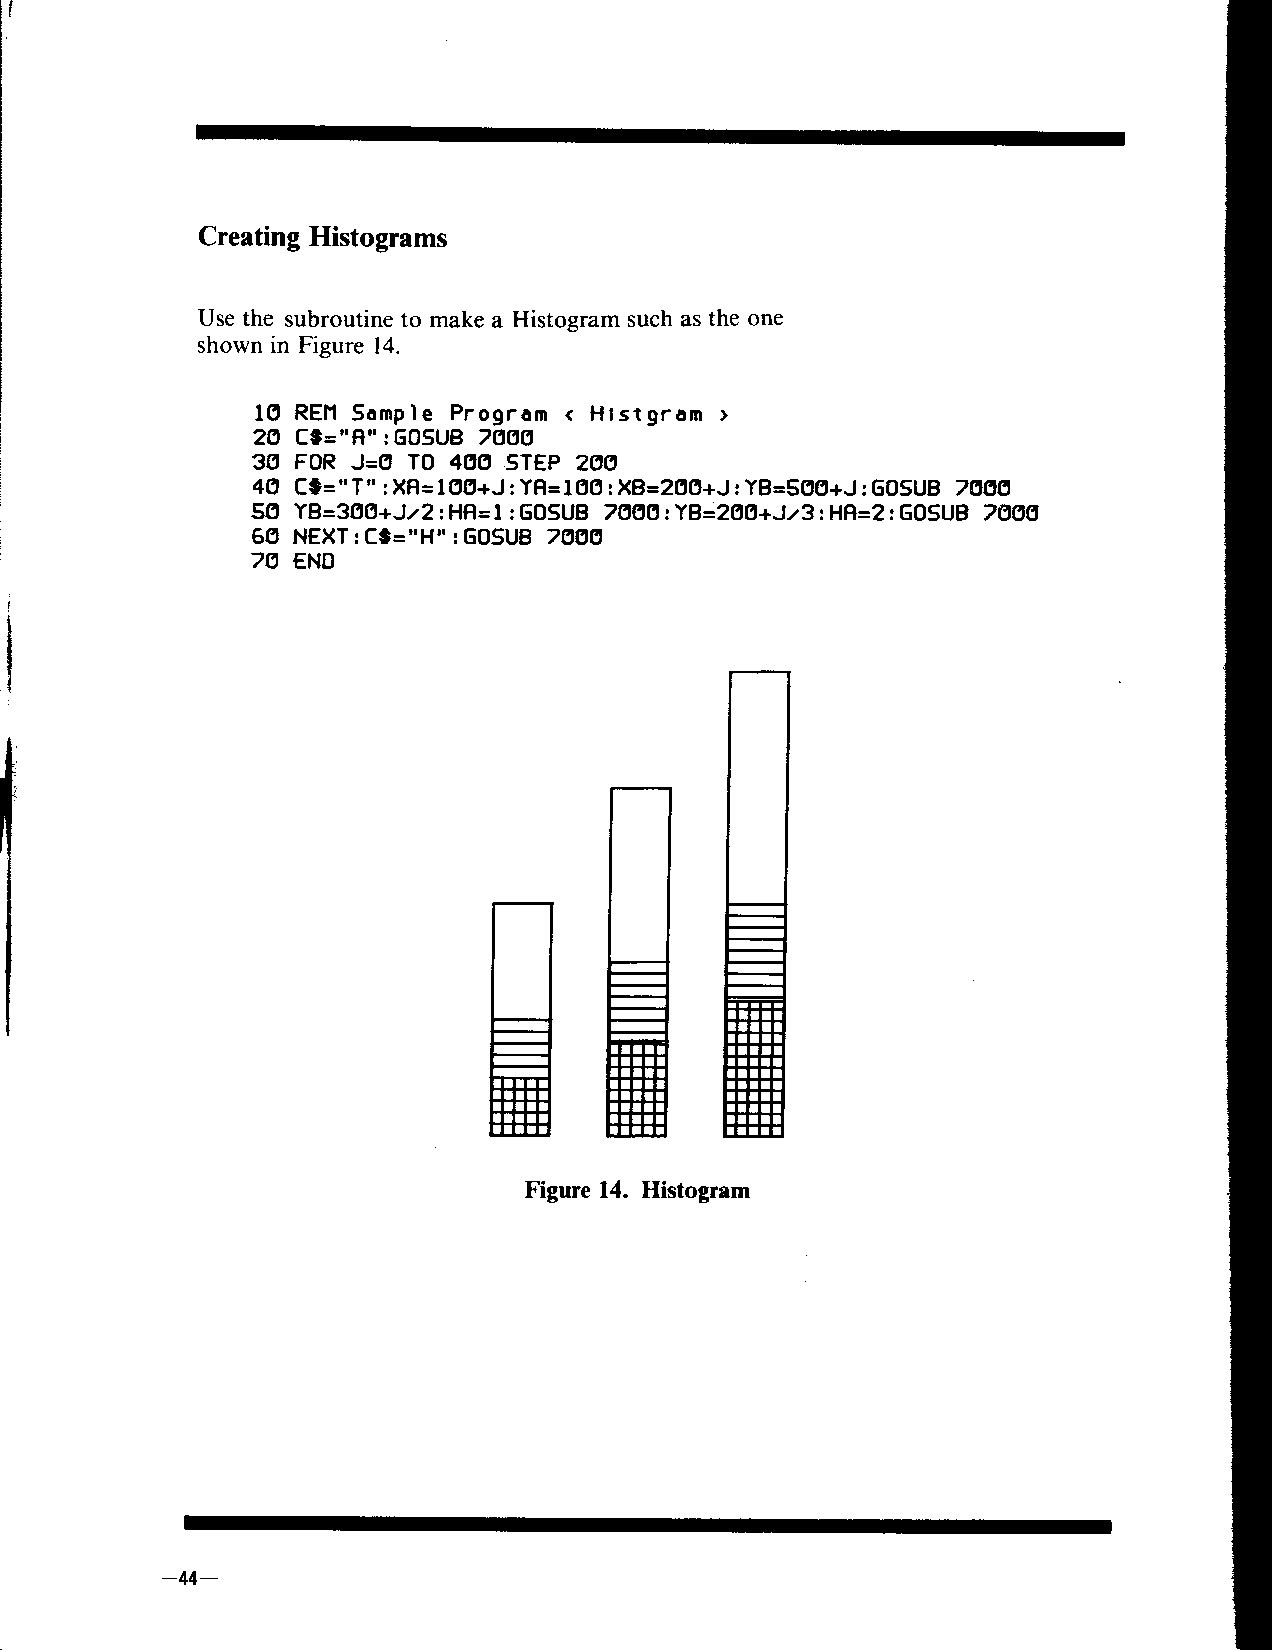 Creating Histograms
Use the subroutine to make a Histogram such as the one
shown in Figure 14.
10 REM Sample Program < Histgram >
20 C$="A":GOSUB 7000
30 FOR J=0 TO 400 STEP 200
40 C$="T":XA=100+J:YA=100:XB=200+J:YB=500+J:GOSUB 7000
50 YB=300+J/2:HA=1:GOSUB 7000:YB=200+J/3:HA=2:GOSUB 7000
60 NEXT:C$="H":GOSUB 7000
70 END
Figure 14. Histogram
—44—